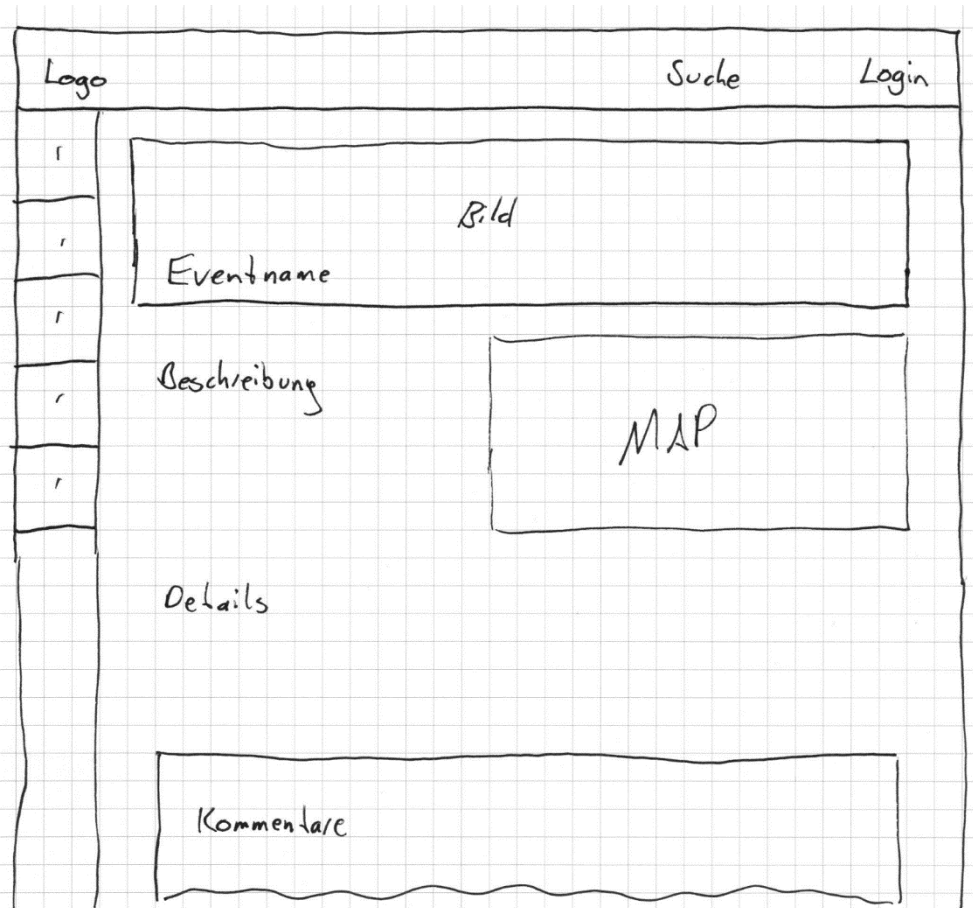 Logo Suche Login
Bild
Eventname
Beschreibung
MAP
Details
Kommentare